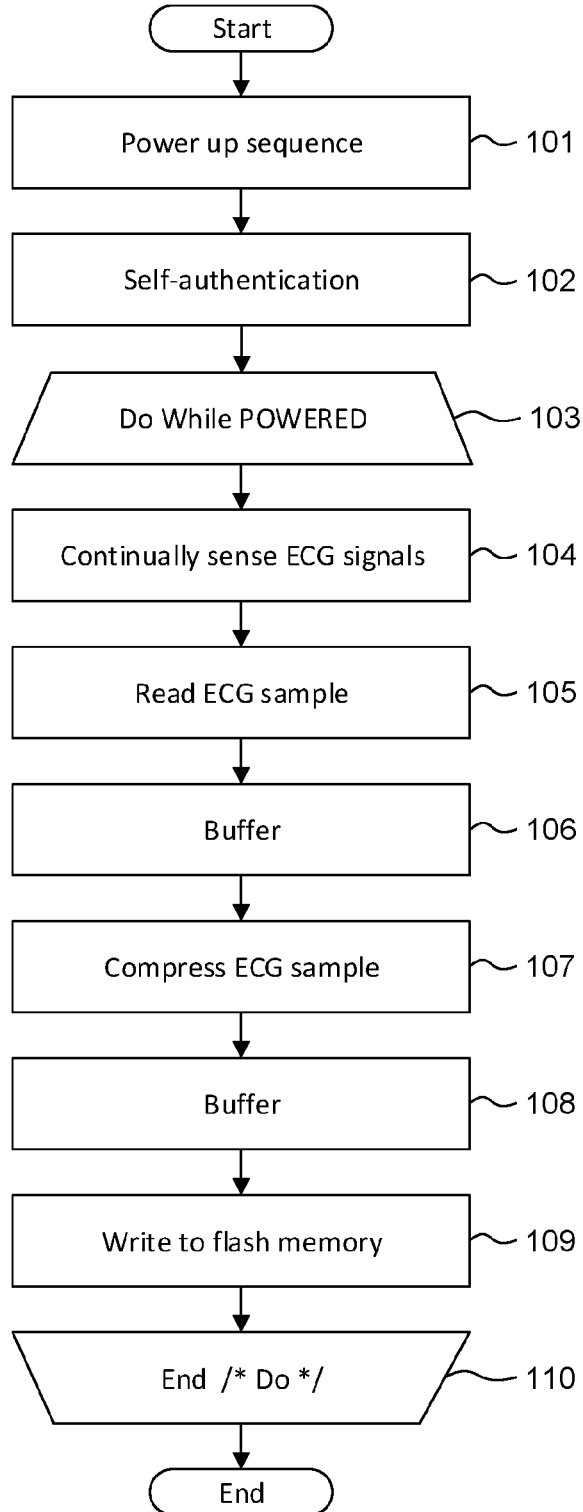 Start
Power up sequence 101
Self-authentication 102
Do While POWERED 103
Continually sense ECG signals 104
Read ECG sample 105
Buffer 106
Compress ECG sample 107
Buffer 108
Write to flash memory 109
End /* Do */ 110
End